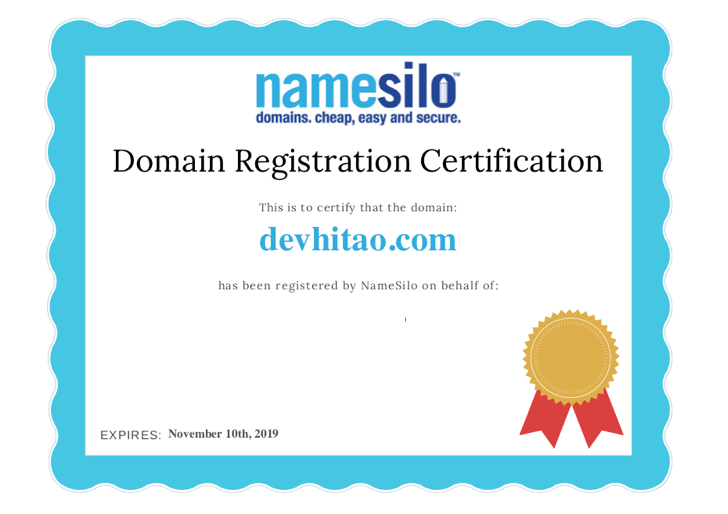 namesilo™
domains. cheap, easy and secure.
Domain Registration Certification
This is to certify that the domain:
devhitao.com
has been registered by NameSilo on behalf of:
EXPIRES: November 10th, 2019